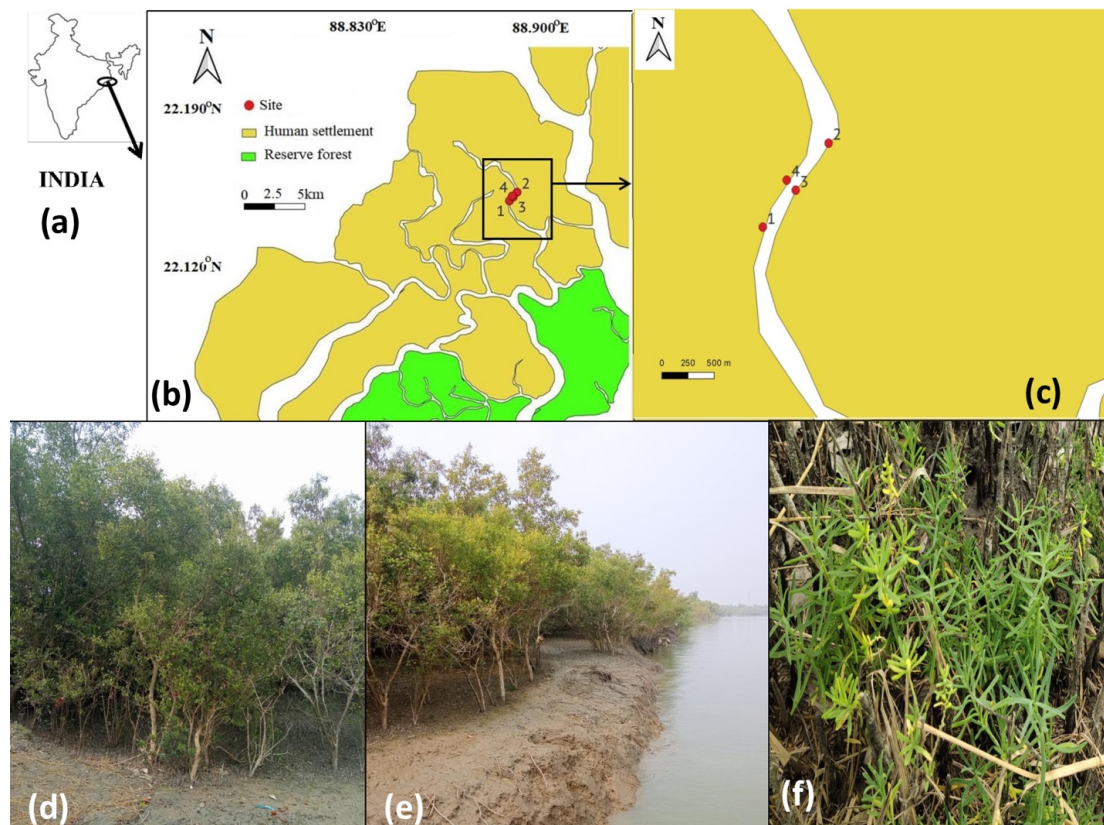 INDIA
(a)
88.830°E
88.900°E
N
22.190°N
22.120°N
Site
Human settlement
Reserve forest
0 2.5 5km
4
2
1
3
(b)
N
2
4
3
1
0 250 500 m
(c)
(d)
(e)
(f)